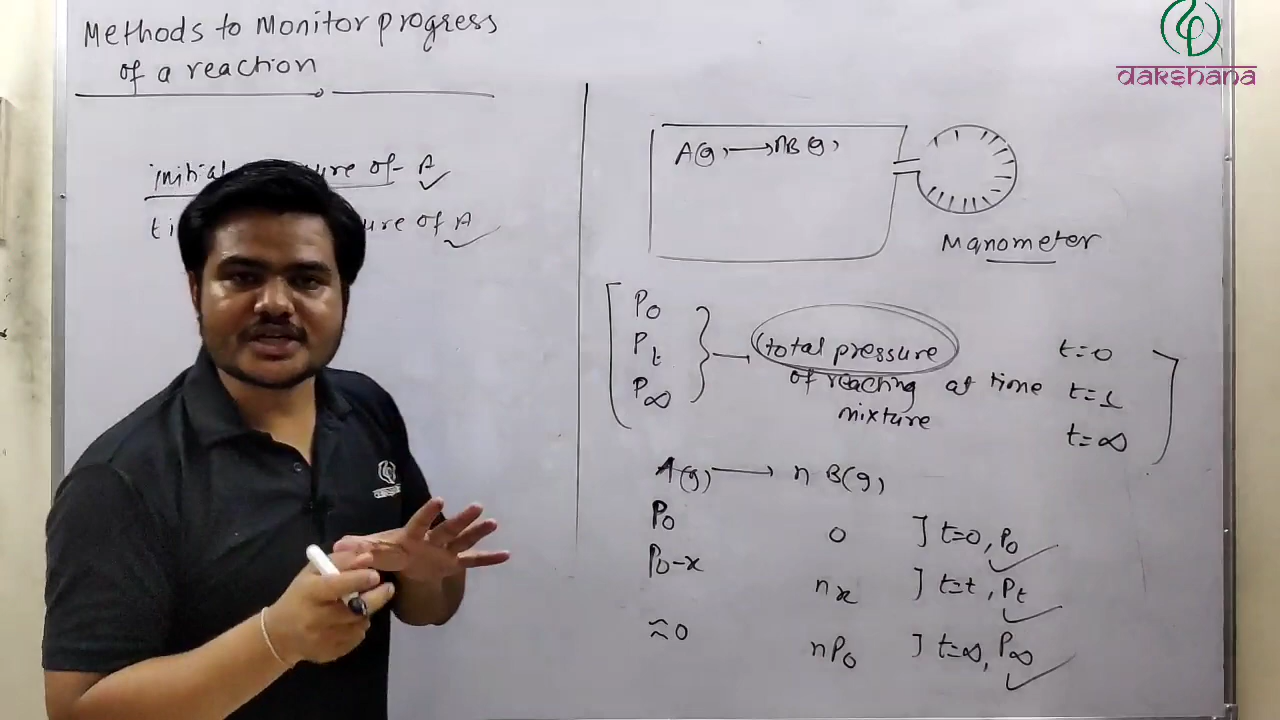 Methods to Monitor progress
of a reaction
initial of A
ti ure of A
dakshana
A(g) → nB(g)
Manometer
P₀
Pₜ
P∞
(total pressure
of reacting at time
mixture
t=0
t=t
t=∞
A(g) → n B(g)
P₀ 0 ] t=0, P₀
P₀-x nx ] t=t, Pₜ
≈0 nP₀ ] t=∞, P∞